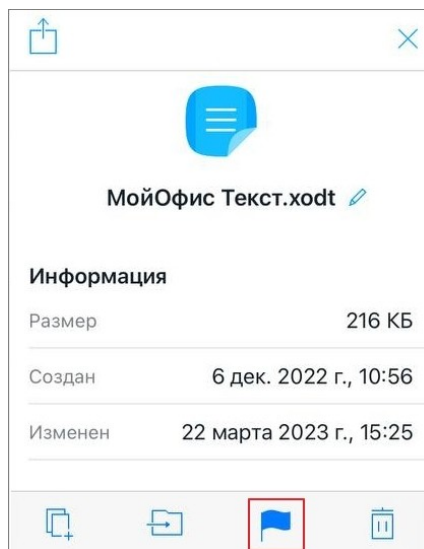 МойОфис Текст.xodt
Информация
Размер 216 КБ
Создан 6 дек. 2022 г., 10:56
Изменен 22 марта 2023 г., 15:25